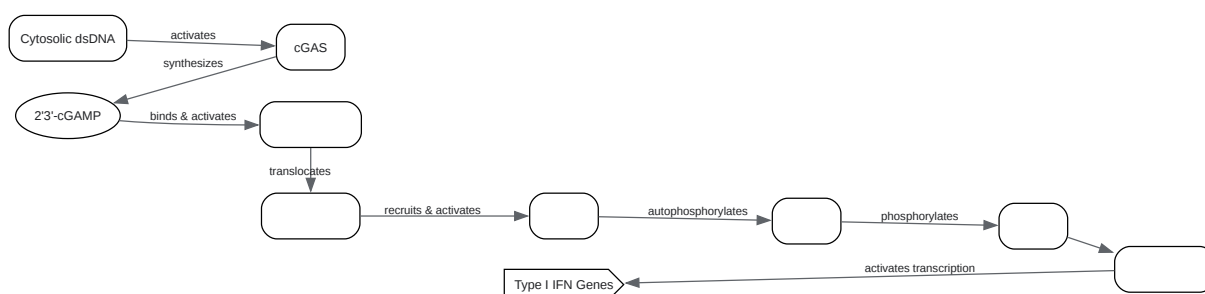 Cytosolic dsDNA
activates
cGAS
synthesizes
2'3'-cGAMP
binds & activates
translocates
recruits & activates
autophosphorylates
phosphorylates
activates transcription
Type I IFN Genes